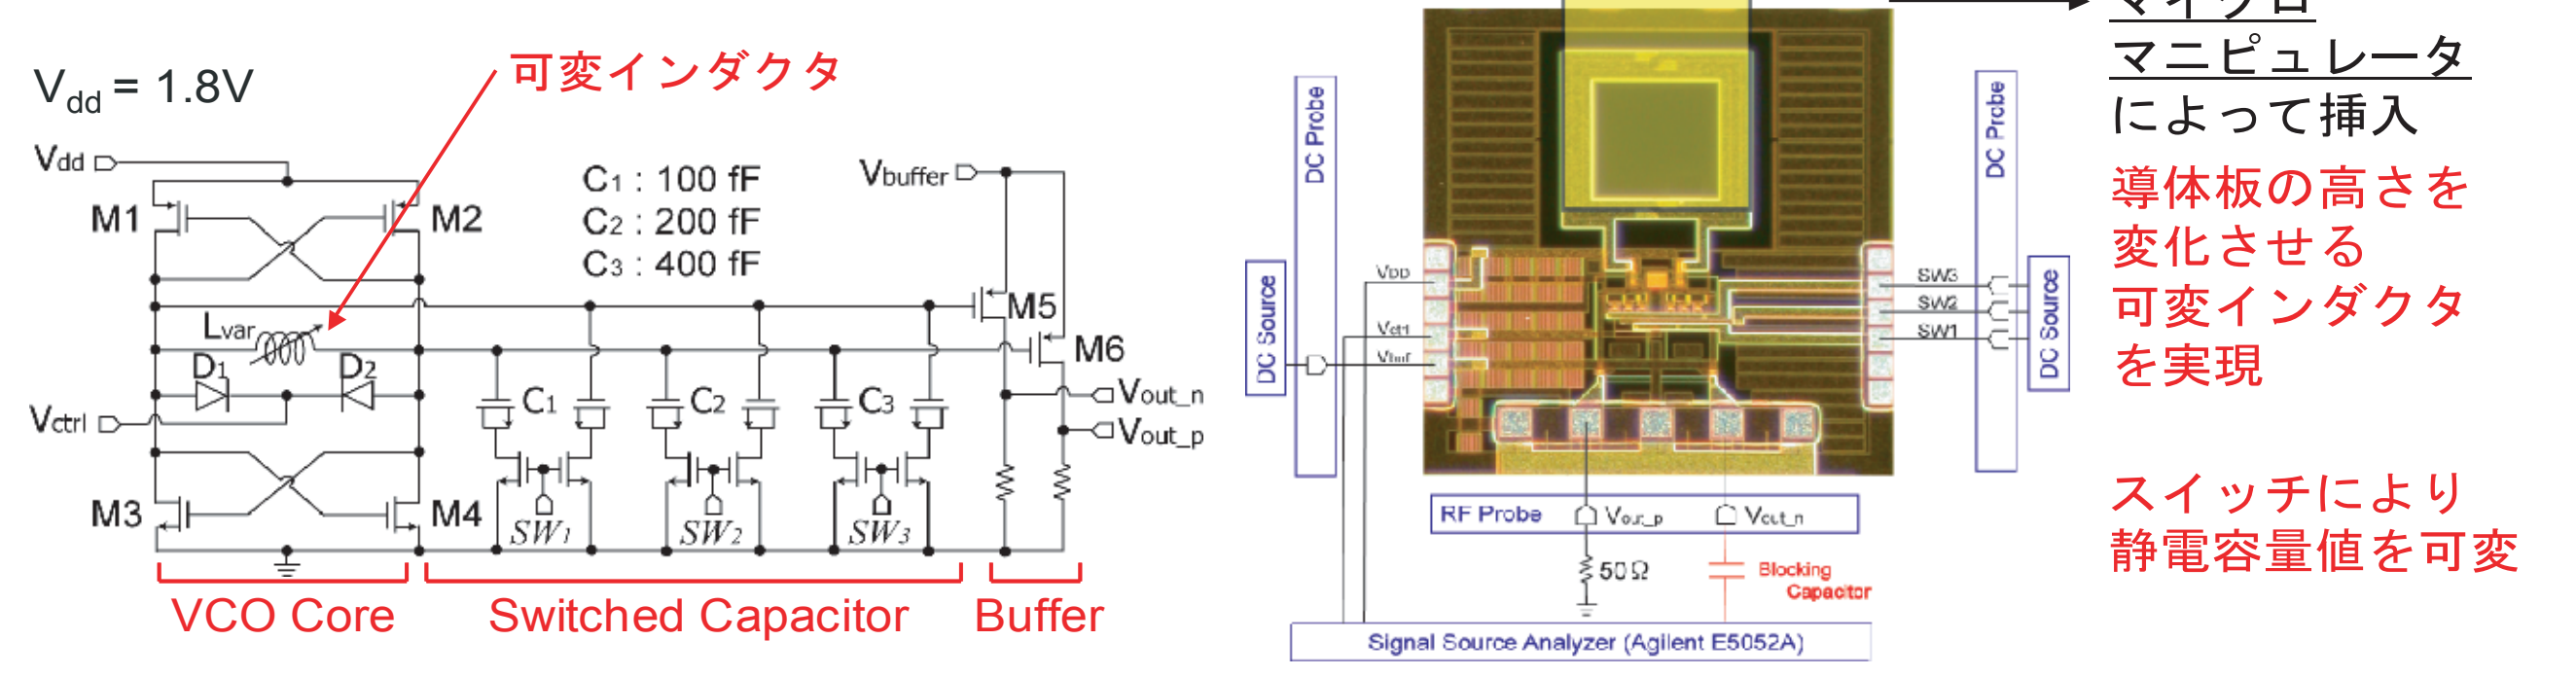 Vdd = 1.8V
可変インダクタ
Vdd
M1
M2
C1 : 100 fF
C2 : 200 fF
C3 : 400 fF
Vbuffer
M5
M6
Lvar
D1
D2
Vctrl
C1
C2
C3
Vout_n
Vout_p
M3
M4
SW1
SW2
SW3
VCO Core
Switched Capacitor
Buffer
DC Probe
DC Source
VDD
Vctrl
Vbuf
SW3
SW2
SW1
DC Probe
DC Source
RF Probe
Vout_p
Vout_n
50Ω
Blocking
Capacitor
Signal Source Analyzer (Agilent E5052A)
マイクロ
マニピュレータ
によって挿入
導体板の高さを
変化させる
可変インダクタ
を実現
スイッチにより
静電容量値を可変